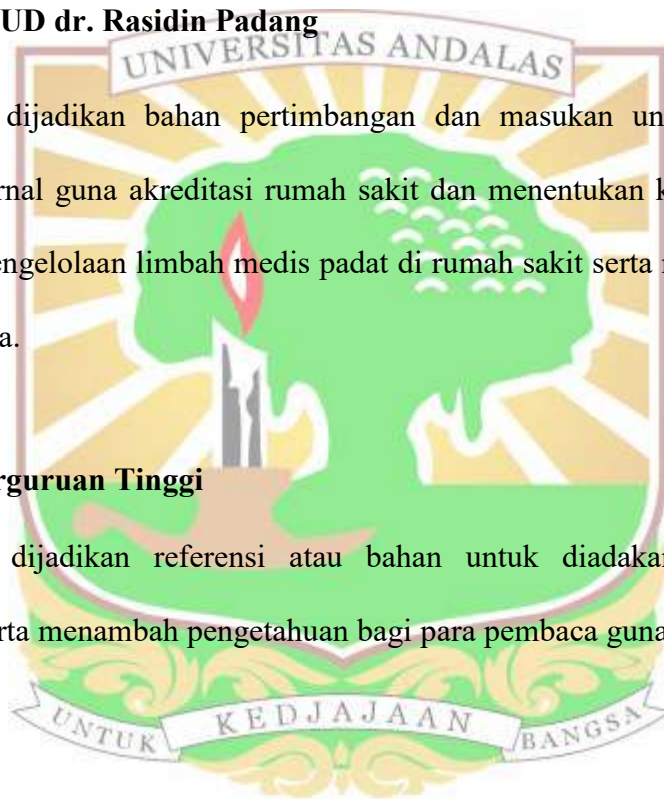 UD dr. Rasidin Padang
UNIVERSITAS ANDALAS
dijadikan bahan pertimbangan dan masukan un
rnal guna akreditasi rumah sakit dan menentukan k
engelolaan limbah medis padat di rumah sakit serta
a.
rguruan Tinggi
dijadikan referensi atau bahan untuk diadaka
rta menambah pengetahuan bagi para pembaca guna
UNTUK KEDJAJAAN BANGSA